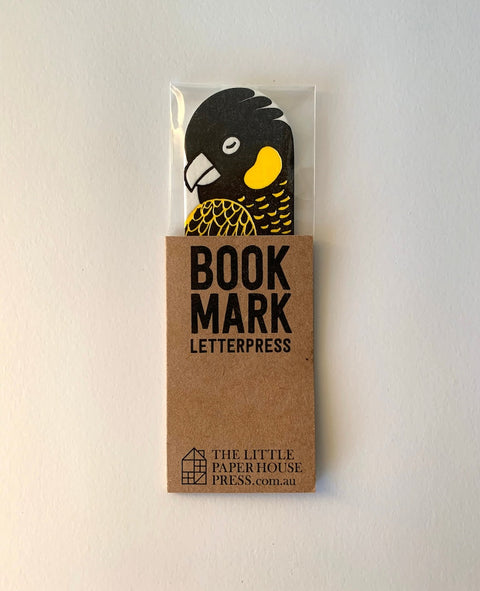 BOOK
MARK
LETTERPRESS
THE LITTLE
PAPER HOUSE
PRESS.com.au